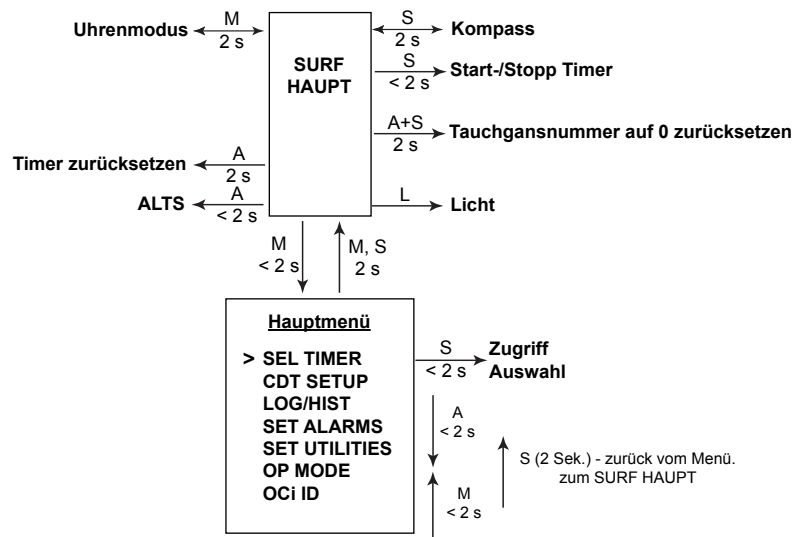 Uhrenmodus
M
2 s
SURF
HAUPT
S
2 s
Kompass
S
< 2 s
Start-/Stopp Timer
A+S
2 s
Tauchgansnummer auf 0 zurücksetzen
Timer zurücksetzen
A
2 s
ALTS
A
< 2 s
L
Licht
M
< 2 s
M, S
2 s
Hauptmenü
> SEL TIMER
CDT SETUP
LOG/HIST
SET ALARMS
SET UTILITIES
OP MODE
OCi ID
S
< 2 s
Zugriff
Auswahl
A
< 2 s
M
< 2 s
S (2 Sek.) - zurück vom Menü.
zum SURF HAUPT